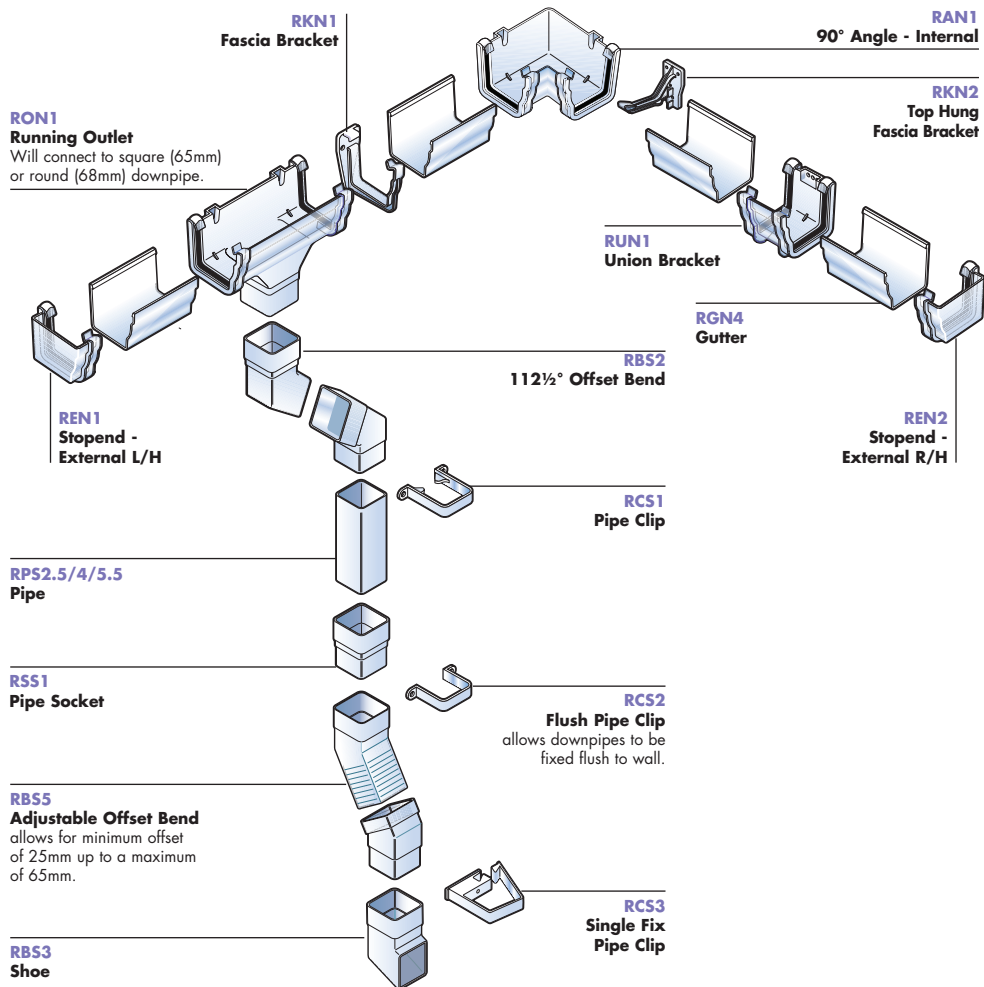 RKN1
Fascia Bracket
RAN1
90° Angle - Internal
RKN2
Top Hung
Fascia Bracket
RON1
Running Outlet
Will connect to square (65mm)
or round (68mm) downpipe.
RUN1
Union Bracket
RGN4
Gutter
RBS2
112½° Offset Bend
REN1
Stopend -
External L/H
REN2
Stopend -
External R/H
RCS1
Pipe Clip
RPS2.5/4/5.5
Pipe
RSS1
Pipe Socket
RCS2
Flush Pipe Clip
allows downpipes to be
fixed flush to wall.
RBS5
Adjustable Offset Bend
allows for minimum offset
of 25mm up to a maximum
of 65mm.
RCS3
Single Fix
Pipe Clip
RBS3
Shoe